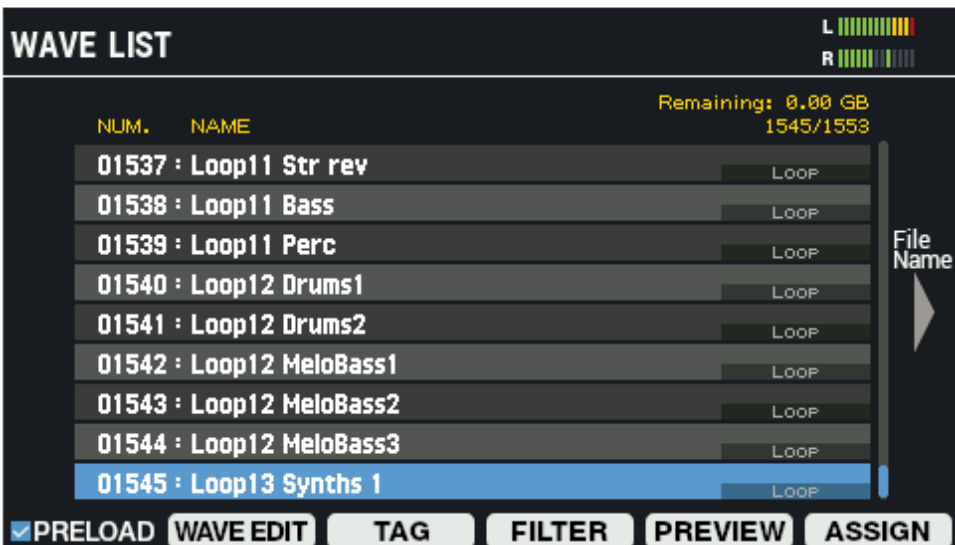 WAVE LIST
L
R
Remaining: 0.00 GB
NUM. NAME 1545/1553
01537 : Loop11 Str rev LOOP
01538 : Loop11 Bass LOOP
01539 : Loop11 Perc LOOP
01540 : Loop12 Drums1 LOOP
01541 : Loop12 Drums2 LOOP
01542 : Loop12 MeloBass1 LOOP
01543 : Loop12 MeloBass2 LOOP
01544 : Loop12 MeloBass3 LOOP
01545 : Loop13 Synths 1 LOOP
File
Name
PRELOAD WAVE EDIT TAG FILTER PREVIEW ASSIGN